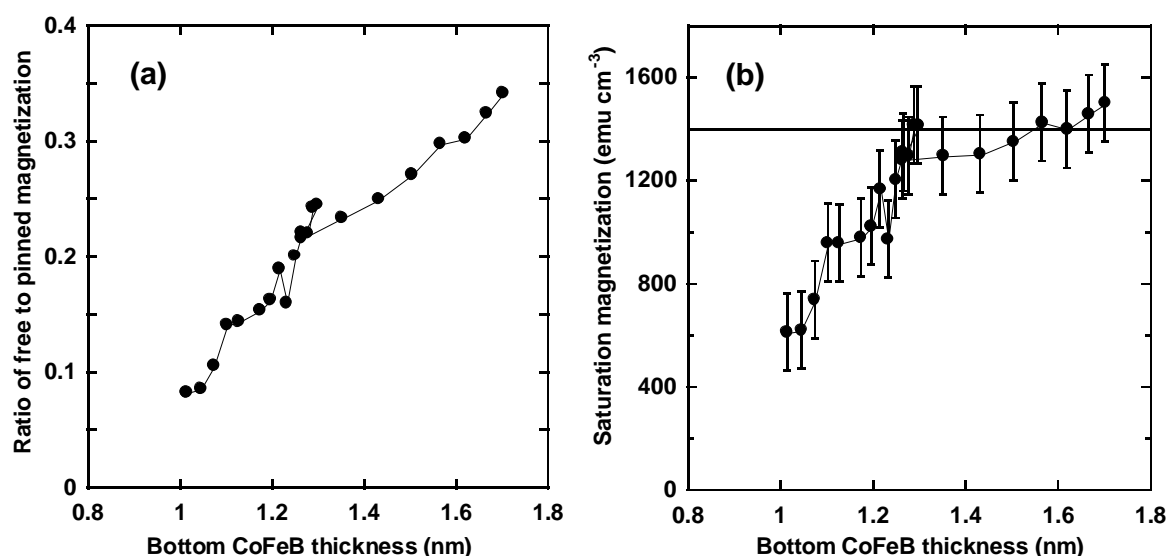 (a)
Ratio of free to pinned magnetization
0.4
0.3
0.2
0.1
0
0.8 1 1.2 1.4 1.6 1.8
Bottom CoFeB thickness (nm)
(b)
Saturation magnetization (emu cm-3)
1600
1200
800
400
0
0.8 1 1.2 1.4 1.6 1.8
Bottom CoFeB thickness (nm)